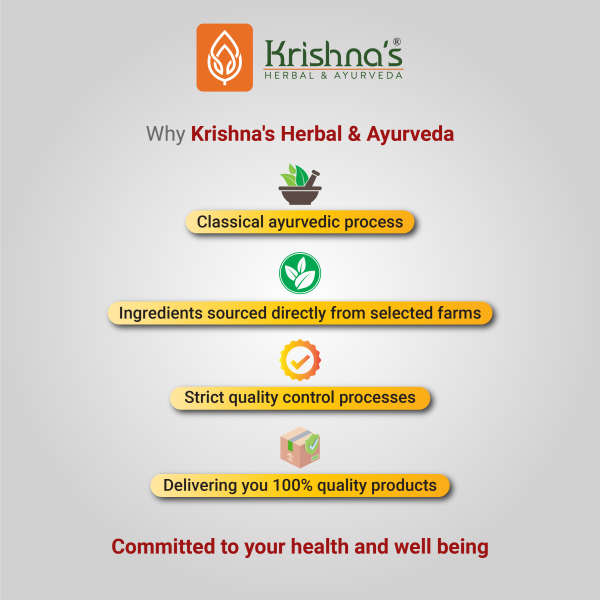 Krishna's®
HERBAL & AYURVEDA
Why Krishna's Herbal & Ayurveda
Classical ayurvedic process
Ingredients sourced directly from selected farms
Strict quality control processes
Delivering you 100% quality products
Committed to your health and well being